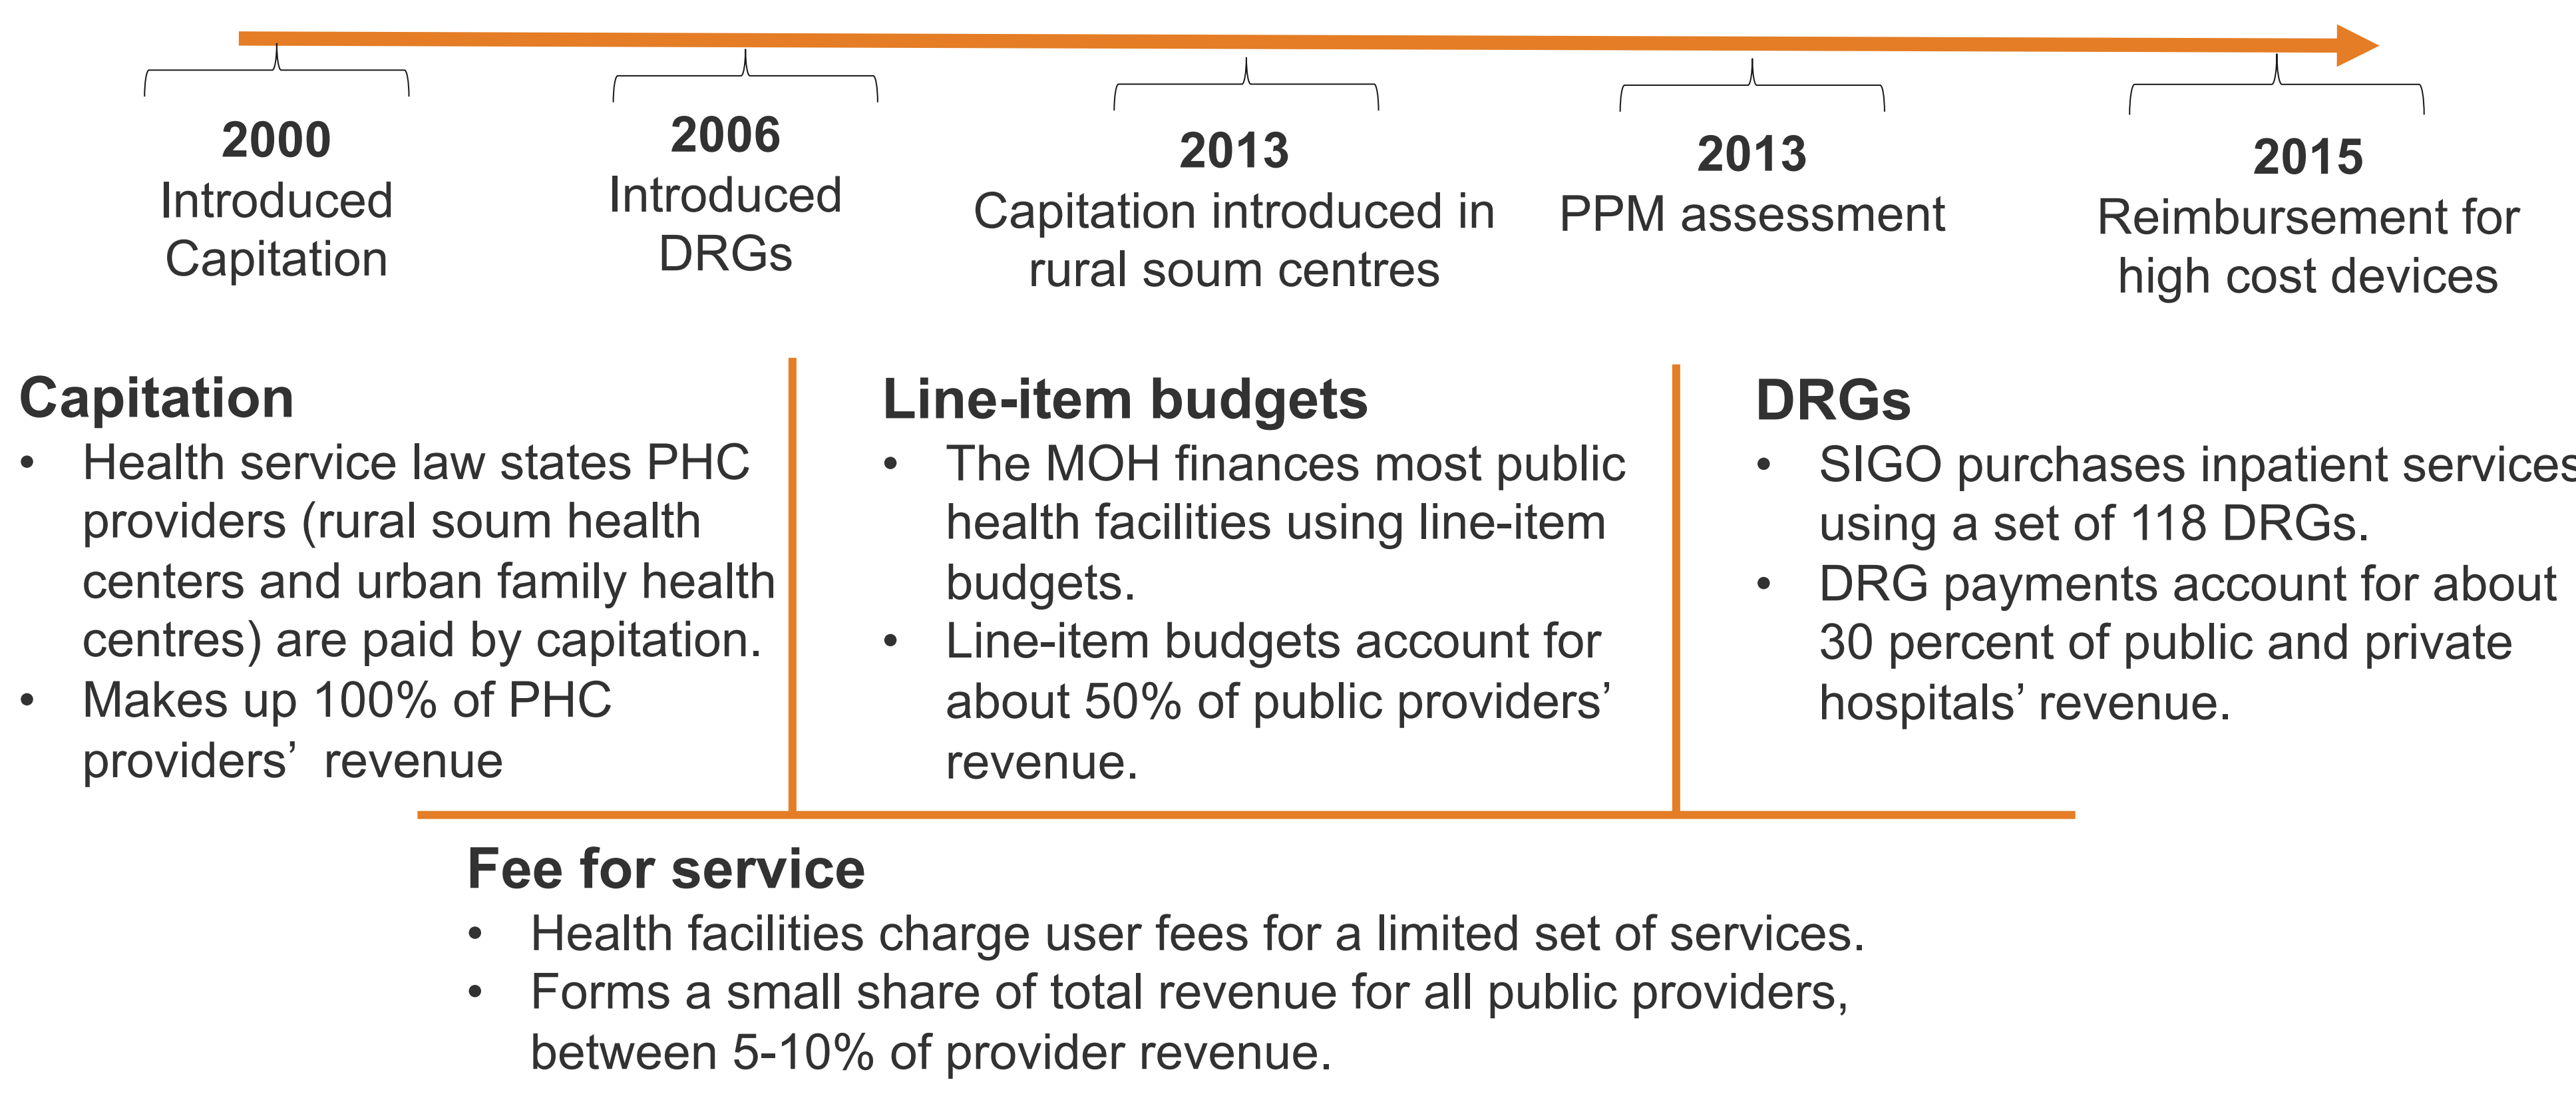 2000
Introduced
Capitation
2006
Introduced
DRGs
2013
Capitation introduced in
rural soum centres
2013
PPM assessment
2015
Reimbursement for
high cost devices
Capitation
• Health service law states PHC
providers (rural soum health
centers and urban family health
centres) are paid by capitation.
• Makes up 100% of PHC
providers’ revenue
Line-item budgets
• The MOH finances most public
health facilities using line-item
budgets.
• Line-item budgets account for
about 50% of public providers’
revenue.
DRGs
• SIGO purchases inpatient services
using a set of 118 DRGs.
• DRG payments account for about
30 percent of public and private
hospitals’ revenue.
Fee for service
• Health facilities charge user fees for a limited set of services.
• Forms a small share of total revenue for all public providers,
between 5-10% of provider revenue.